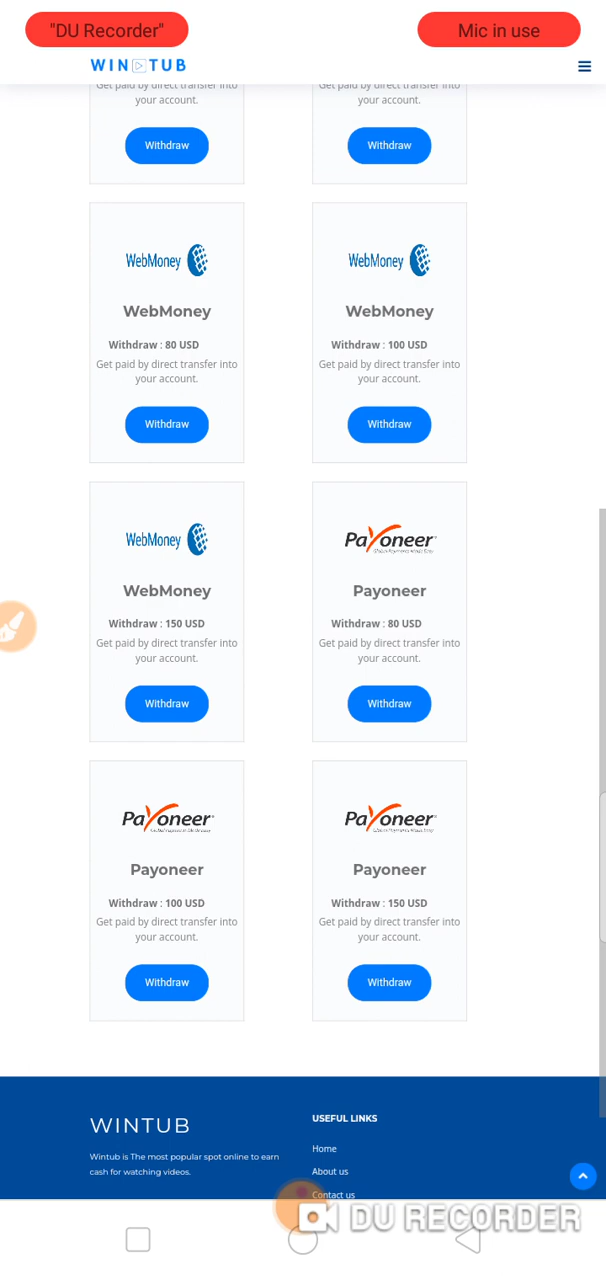 "DU Recorder"
Mic in use
WIN TUB
Get paid by direct transfer into
your account.
Withdraw
Get paid by direct transfer into
your account.
Withdraw
WebMoney
WebMoney
Withdraw : 80 USD
Get paid by direct transfer into
your account.
Withdraw
WebMoney
WebMoney
Withdraw : 100 USD
Get paid by direct transfer into
your account.
Withdraw
WebMoney
WebMoney
Withdraw : 150 USD
Get paid by direct transfer into
your account.
Withdraw
Payoneer
Payoneer
Withdraw : 80 USD
Get paid by direct transfer into
your account.
Withdraw
Payoneer
Payoneer
Withdraw : 100 USD
Get paid by direct transfer into
your account.
Withdraw
Payoneer
Payoneer
Withdraw : 150 USD
Get paid by direct transfer into
your account.
Withdraw
WINTUB
Wintub is The most popular spot online to earn
cash for watching videos.
USEFUL LINKS
Home
About us
Contact us
DU RECORDER